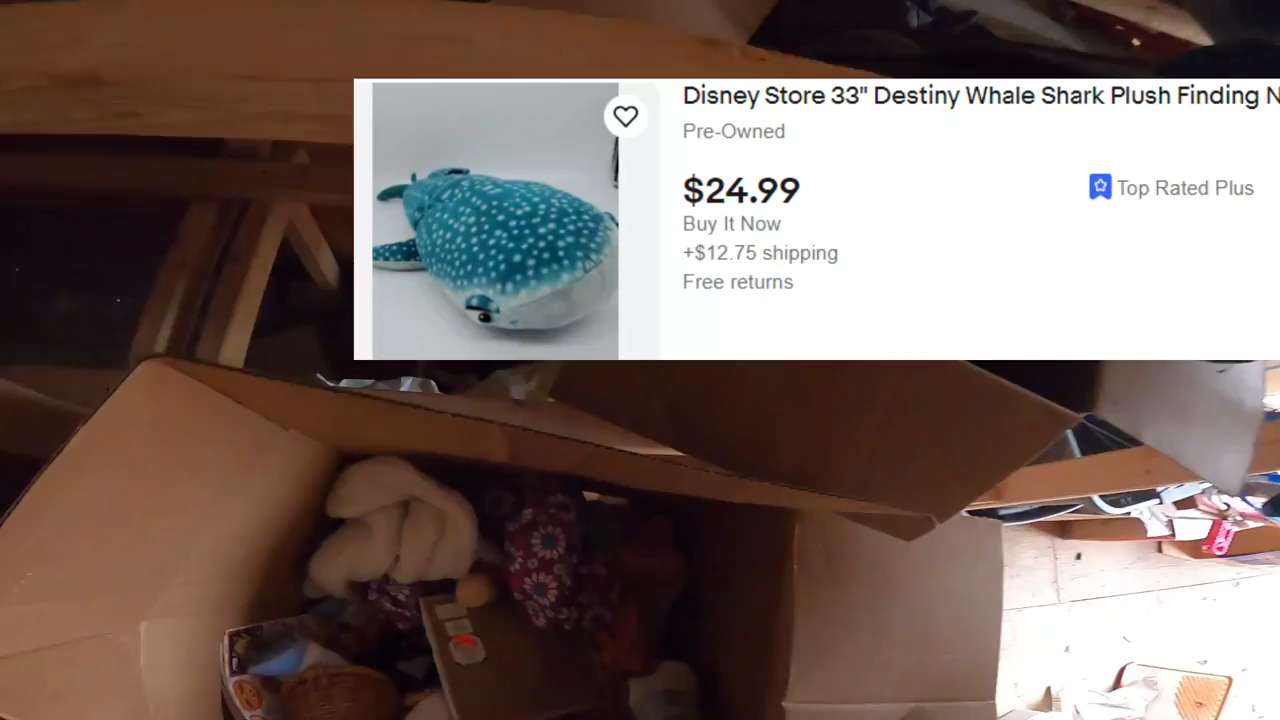 Disney Store 33" Destiny Whale Shark Plush Finding N
Pre-Owned
$24.99
Top Rated Plus
Buy It Now
+$12.75 shipping
Free returns